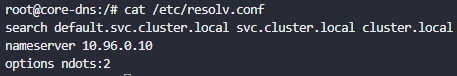 root@core-dns:/# cat /etc/resolv.conf
search default.svc.cluster.local svc.cluster.local cluster.local
nameserver 10.96.0.10
options ndots:2